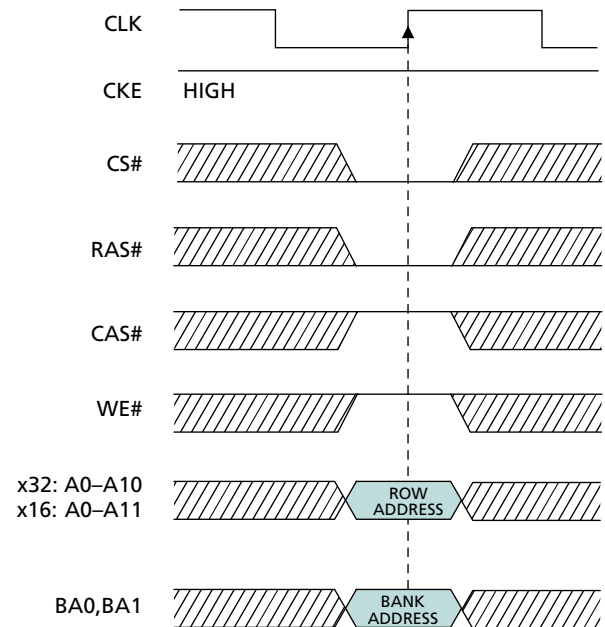 CLK
CKE HIGH
CS#
RAS#
CAS#
WE#
x32: A0–A10
x16: A0–A11
ROW
ADDRESS
BA0,BA1
BANK
ADDRESS